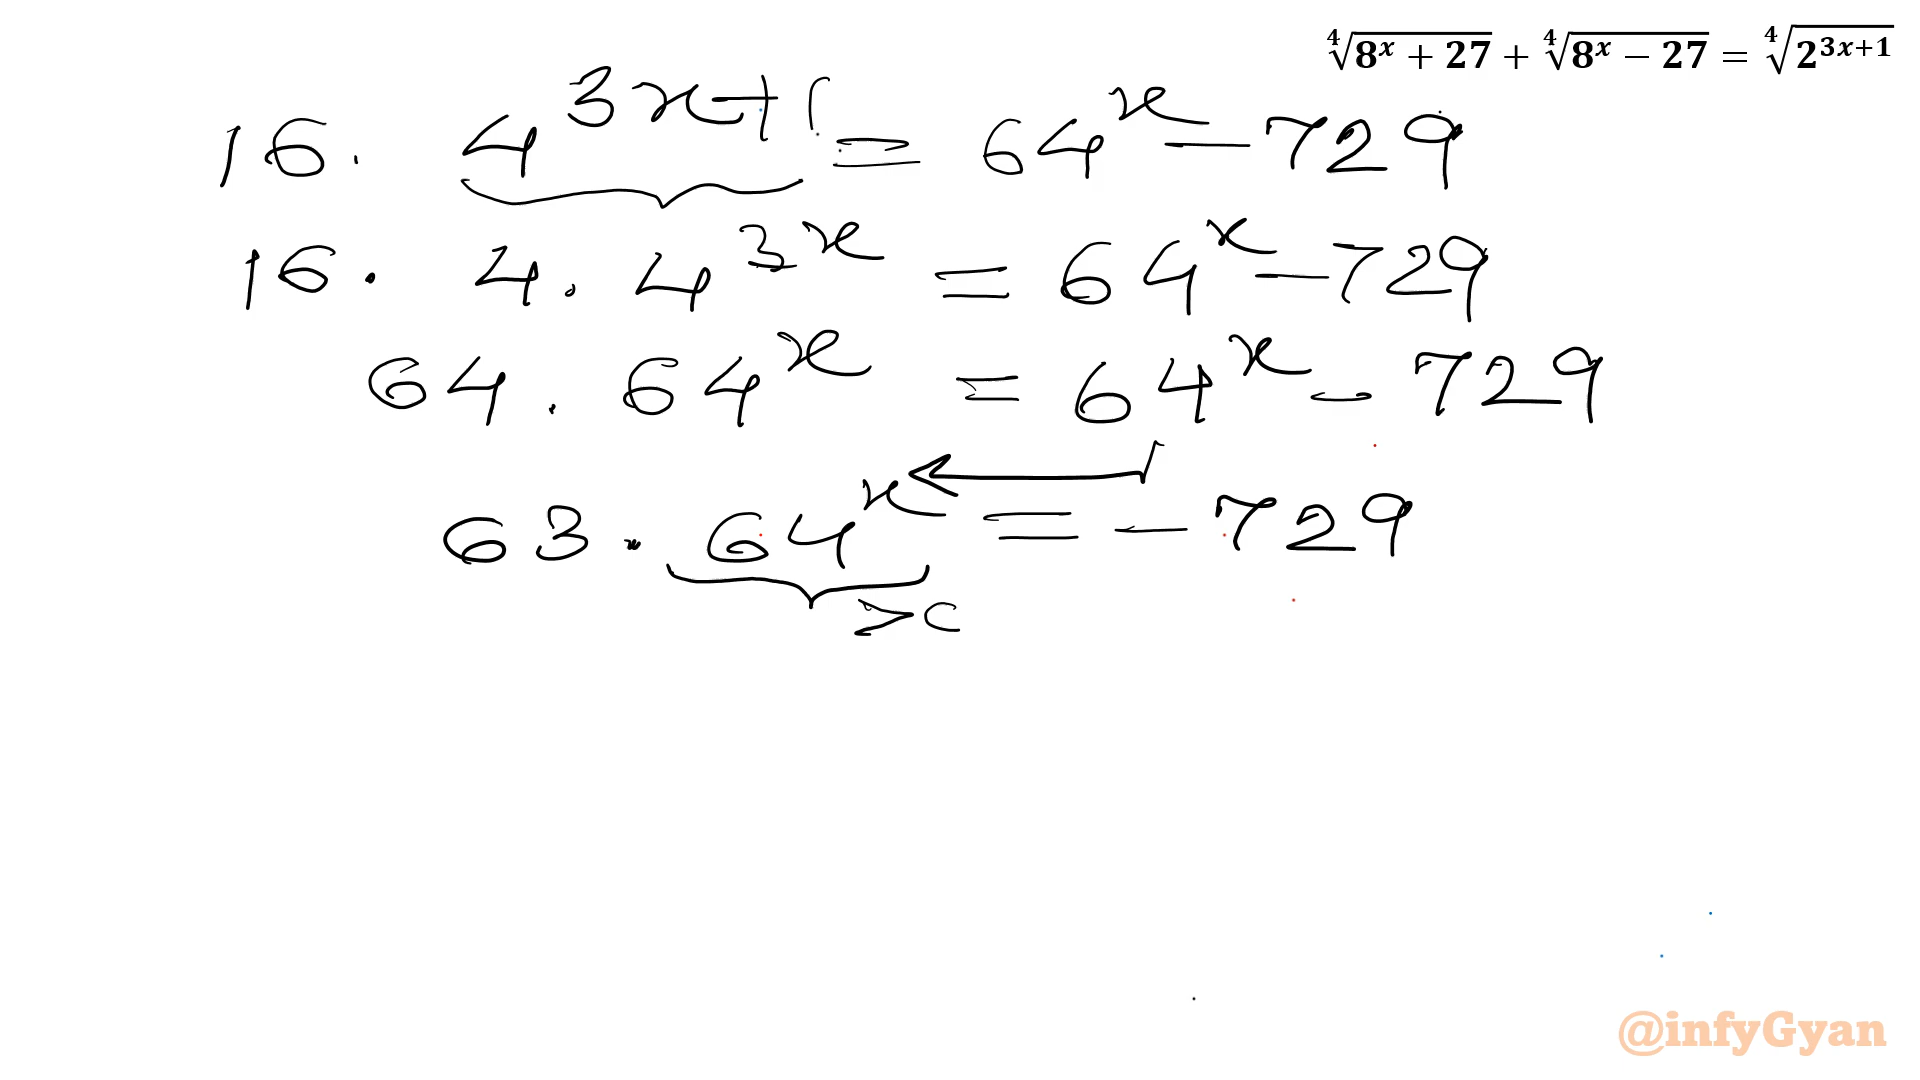 ∜(8^x + 27) + ∜(8^x − 27) = ∜(2^(3x+1))
16 . 4^(3x+1) = 64^x − 729
16 . 4 . 4^(3x) = 64^x − 729
64 . 64^x = 64^x − 729
63 . 64^x = − 729
>0
@infyGyan